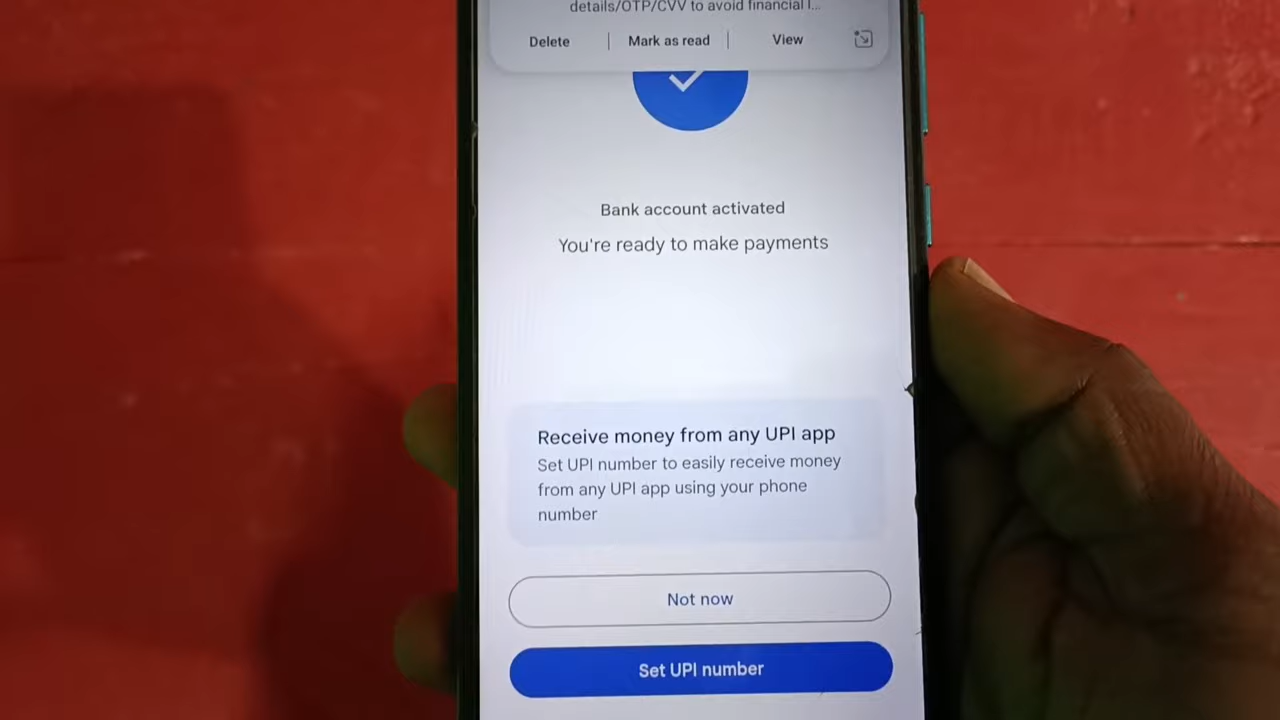 details/OTP/CVV to avoid financial l...
Delete | Mark as read | View
Bank account activated
You're ready to make payments
Receive money from any UPI app
Set UPI number to easily receive money
from any UPI app using your phone
number
Not now
Set UPI number